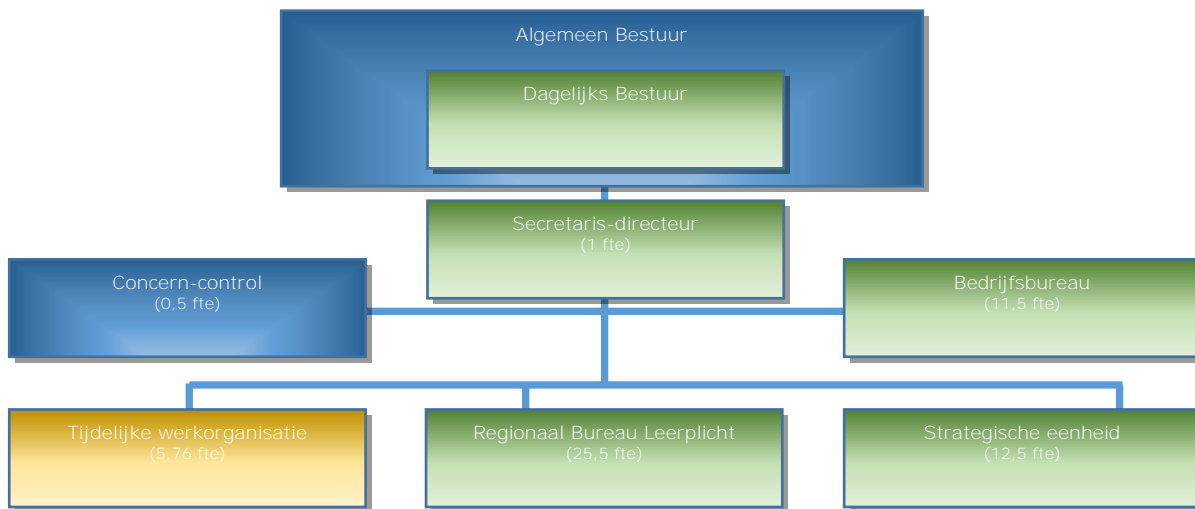 Algemeen Bestuur
Dagelijks Bestuur
Secretaris-directeur
(1 fte)
Concern-control
(0,5 fte)
Bedrijfsbureau
(11,5 fte)
Tijdelijke werkorganisatie
(5,76 fte)
Regionaal Bureau Leerplicht
(25,5 fte)
Strategische eenheid
(12,5 fte)